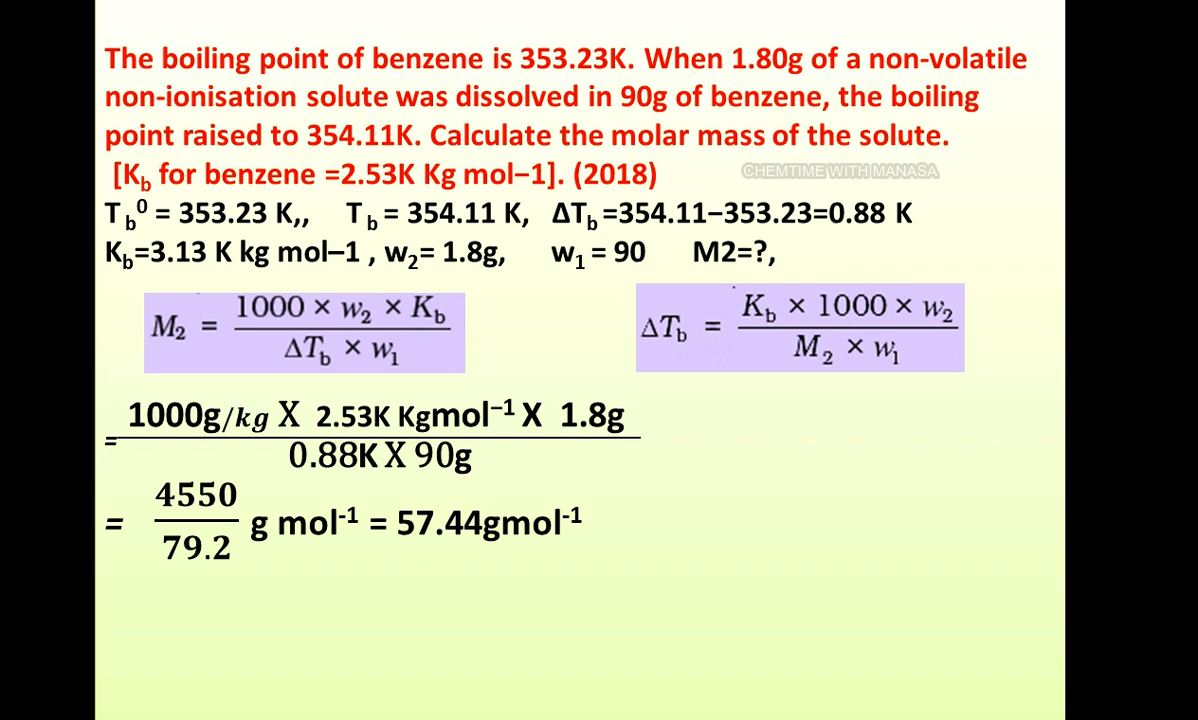 The boiling point of benzene is 353.23K. When 1.80g of a non-volatile
non-ionisation solute was dissolved in 90g of benzene, the boiling
point raised to 354.11K. Calculate the molar mass of the solute.
[Kb for benzene =2.53K Kg mol−1]. (2018)
CHEMTIME WITH MANASA
Tb⁰ = 353.23 K,, Tb = 354.11 K, ΔTb =354.11−353.23=0.88 K
Kb=3.13 K kg mol–1 , w₂= 1.8g, w₁ = 90 M2=?,
M₂ = 1000 × w₂ × Kb / ΔTb × w₁
ΔTb = Kb × 1000 × w₂ / M₂ × w₁
= 1000g/kg X 2.53K Kgmol⁻¹ X 1.8g
0.88K X 90g
= 4550 / 79.2 g mol⁻¹ = 57.44gmol⁻¹